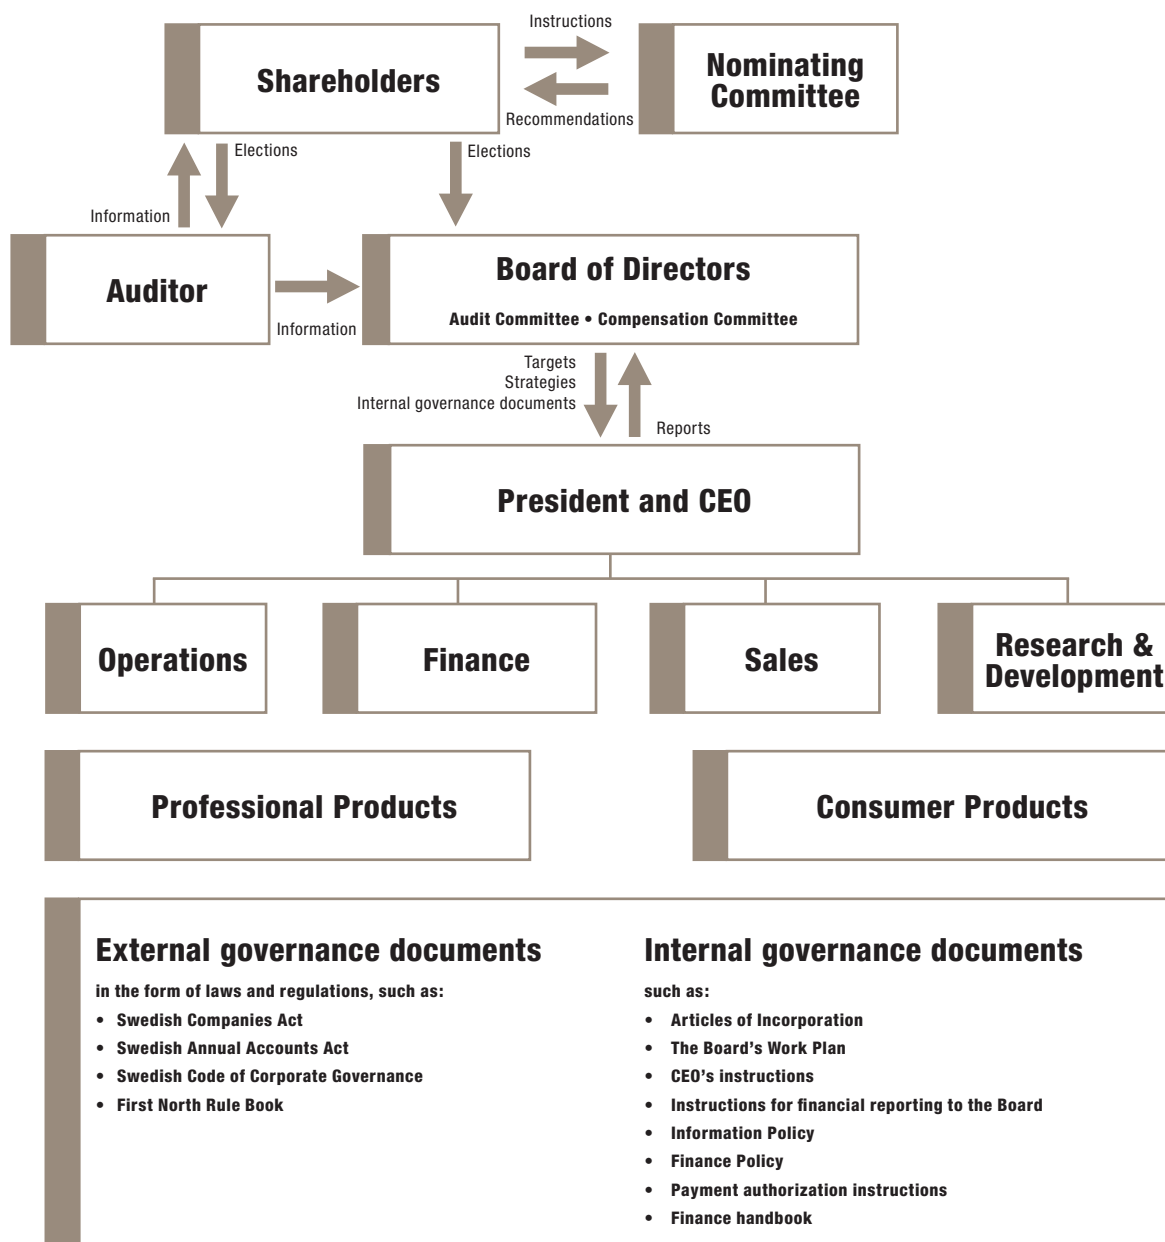 Instructions
Shareholders
Nominating
Committee
Recommendations
Elections
Elections
Information
Auditor
Information
Board of Directors
Audit Committee • Compensation Committee
Targets
Strategies
Internal governance documents
Reports
President and CEO
Operations
Finance
Sales
Research &
Development
Professional Products
Consumer Products
External governance documents
in the form of laws and regulations, such as:
• Swedish Companies Act
• Swedish Annual Accounts Act
• Swedish Code of Corporate Governance
• First North Rule Book
Internal governance documents
such as:
• Articles of Incorporation
• The Board’s Work Plan
• CEO’s instructions
• Instructions for financial reporting to the Board
• Information Policy
• Finance Policy
• Payment authorization instructions
• Finance handbook